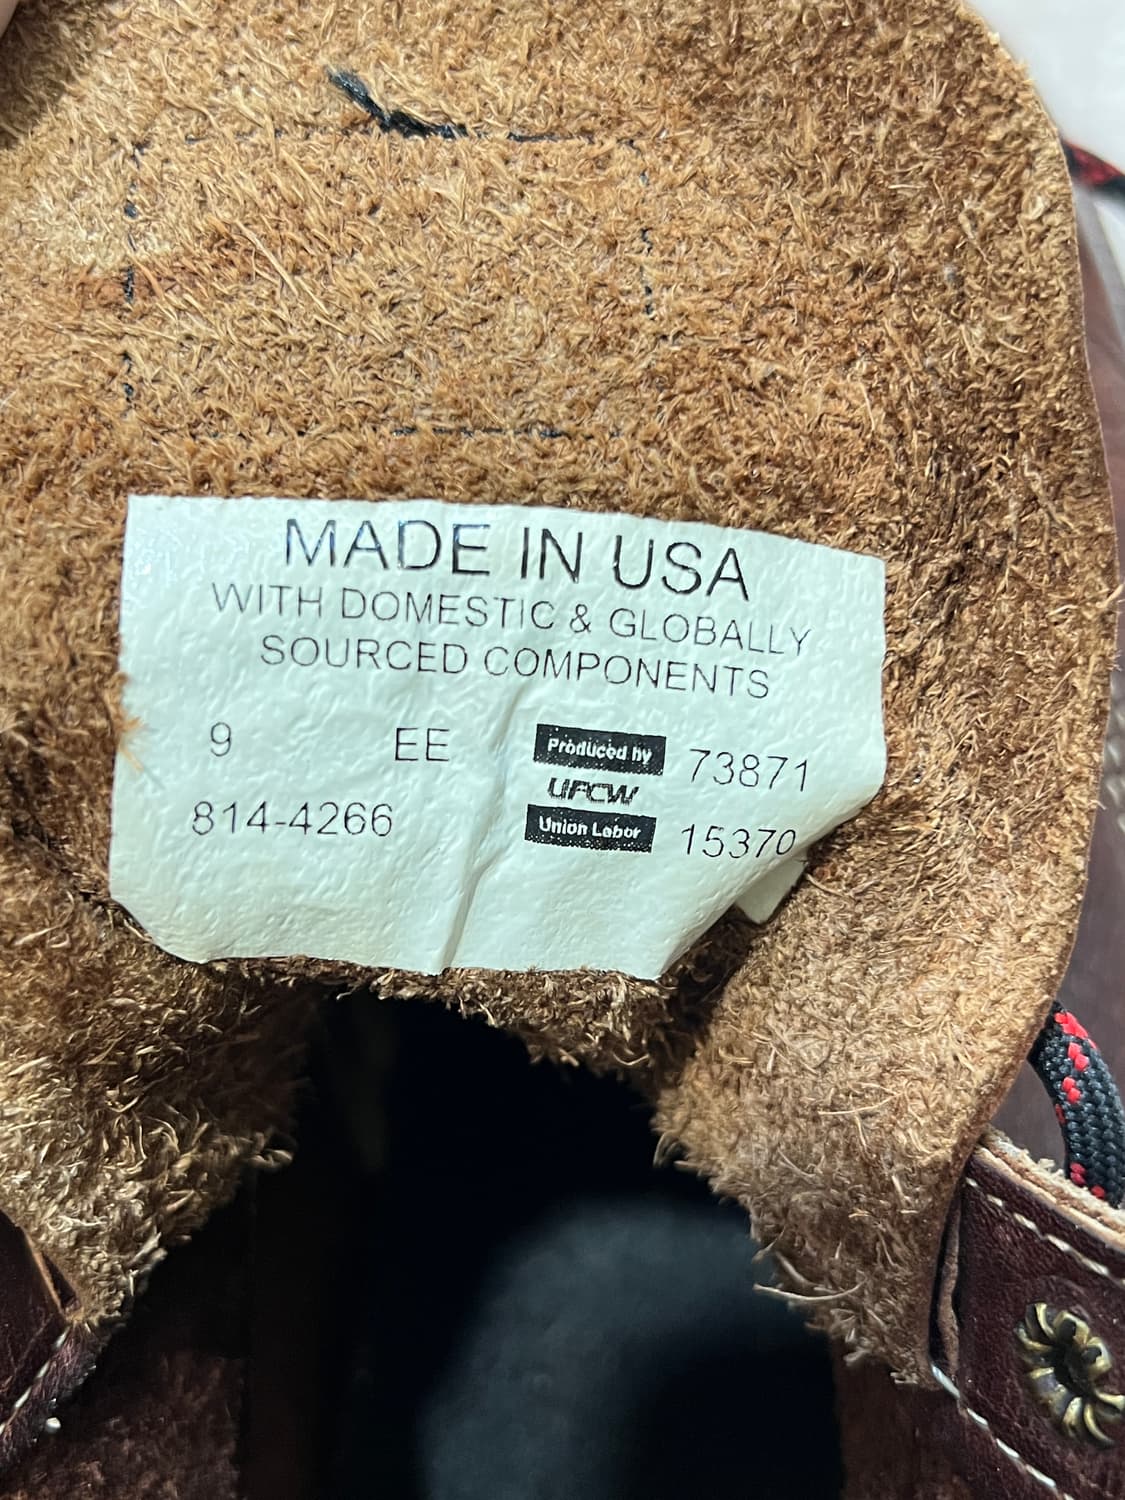 MADE IN USA
WITH DOMESTIC & GLOBALLY
SOURCED COMPONENTS
9 EE Produced by 73871
UFCW
814-4266 Union Labor 15370